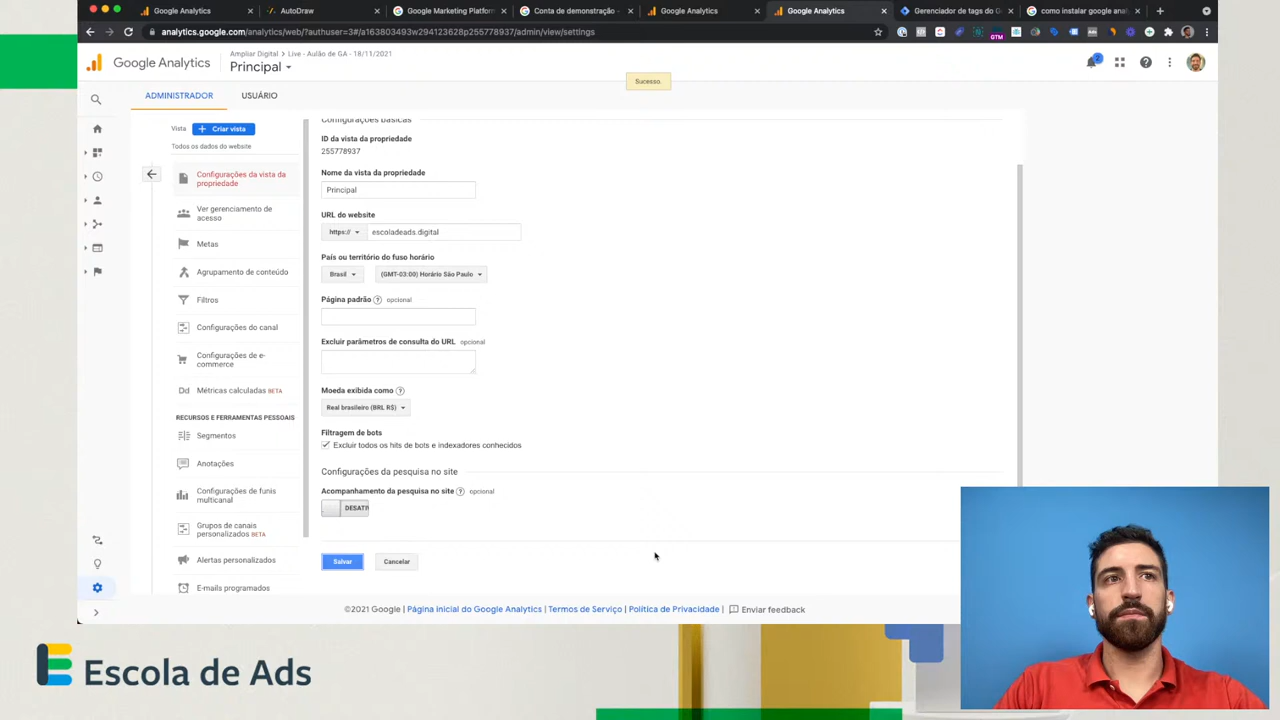 Google Analytics
AutoDraw
Google Marketing Platfor
Conta de demonstração -
Google Analytics
Google Analytics
Gerenciador de tags do G
como instalar google anal
analytics.google.com/analytics/web/?authuser=3#/a163803493w294123628p255778937/admin/view/settings
Google Analytics
Ampliar Digital > Live - Aulão de GA - 18/11/2021
Principal
Sucesso.
2
ADMINISTRADOR
USUÁRIO
Vista
+ Criar vista
Todos os dados do website
Configurações da vista da
propriedade
Ver gerenciamento de
acesso
Metas
Agrupamento de conteúdo
Filtros
Configurações do canal
Configurações de e-
commerce
Dd Métricas calculadas BETA
RECURSOS E FERRAMENTAS PESSOAIS
Segmentos
Anotações
Configurações de funis
multicanal
Grupos de canais
personalizados BETA
Alertas personalizados
E-mails programados
Configurações básicas
ID da vista da propriedade
255778937
Nome da vista da propriedade
Principal
URL do website
https://
escoladeads.digital
País ou território do fuso horário
Brasil
(GMT-03:00) Horário São Paulo
Página padrão ? opcional
Excluir parâmetros de consulta do URL opcional
Moeda exibida como ?
Real brasileiro (BRL R$)
Filtragem de bots
Excluir todos os hits de bots e indexadores conhecidos
Configurações da pesquisa no site
Acompanhamento da pesquisa no site ? opcional
DESATI
Salvar
Cancelar
©2021 Google | Página inicial do Google Analytics | Termos de Serviço | Política de Privacidade | Enviar feedback
Escola de Ads